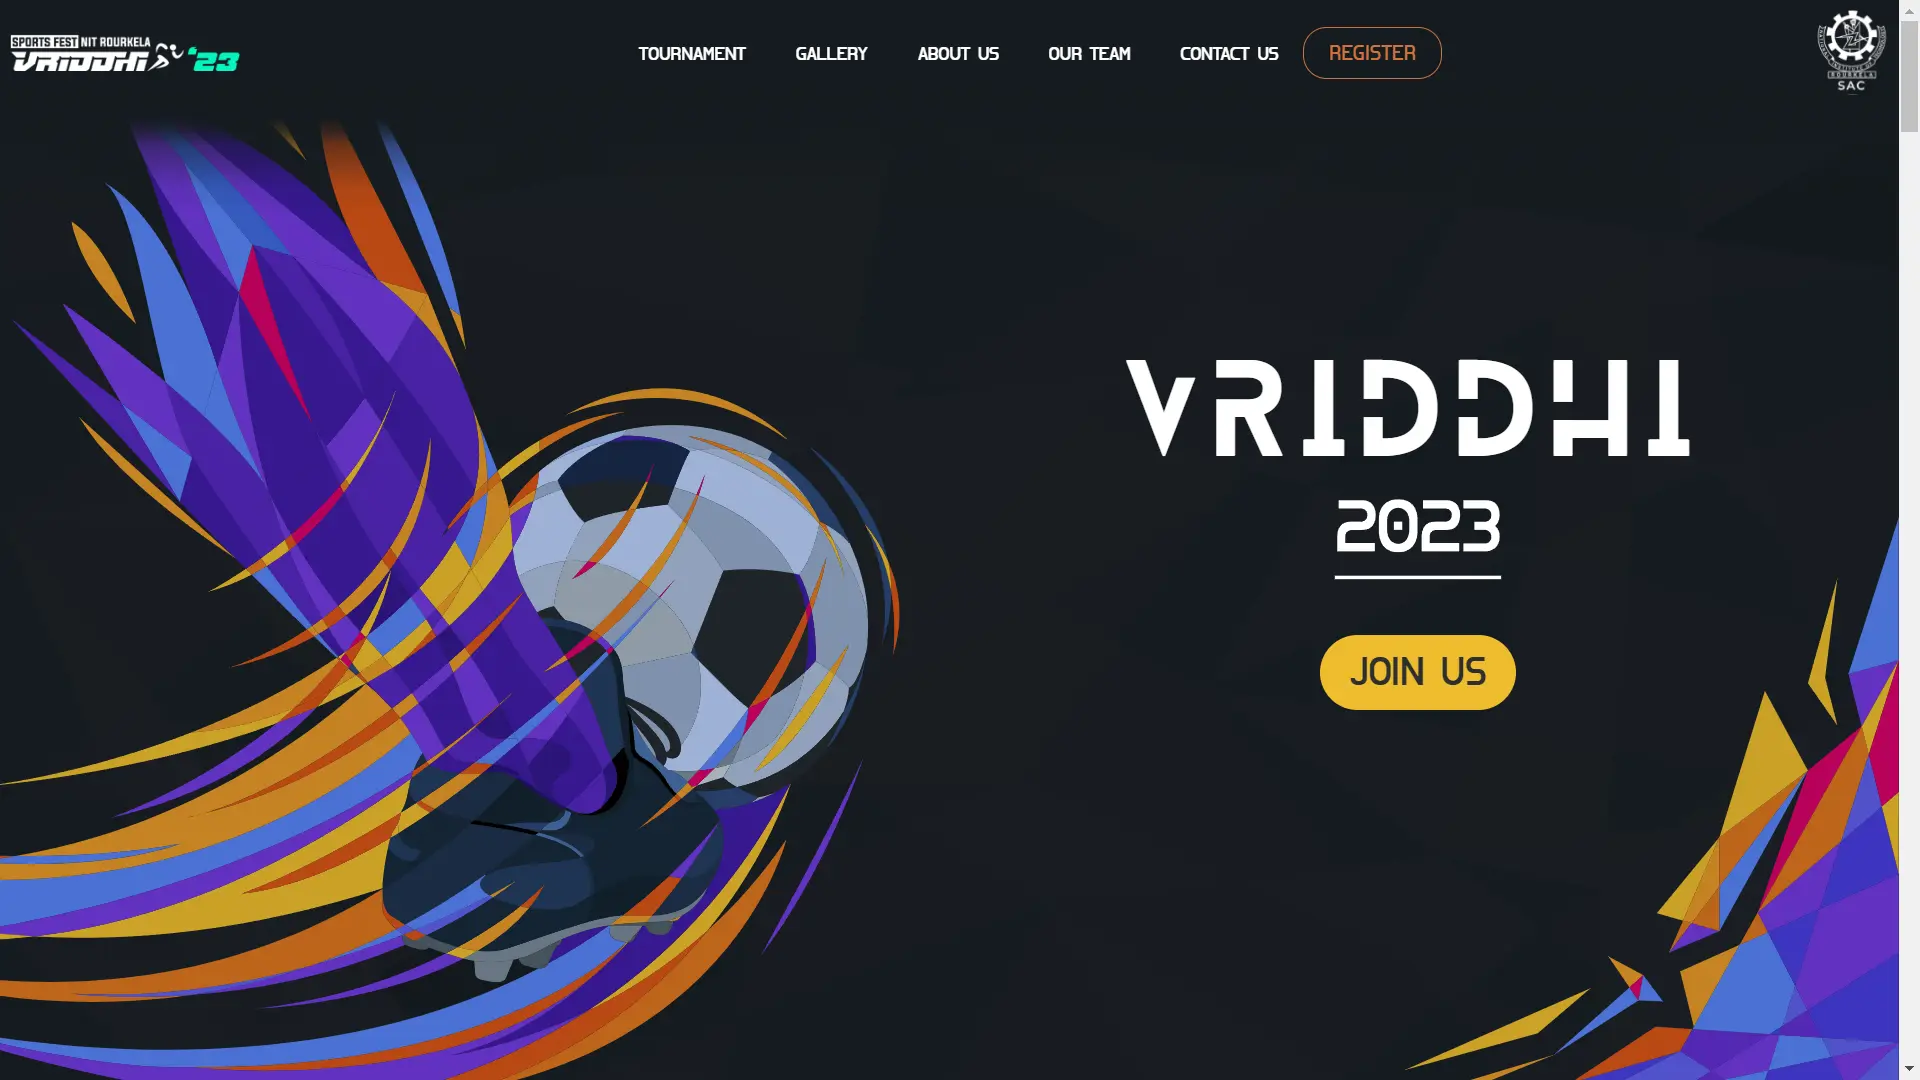 SPORTS FEST NIT ROURKELA
VRIDDHI '23
TOURNAMENT
GALLERY
ABOUT US
OUR TEAM
CONTACT US
REGISTER
ROURKELA
SAC
VRIDDHI
2023
JOIN US